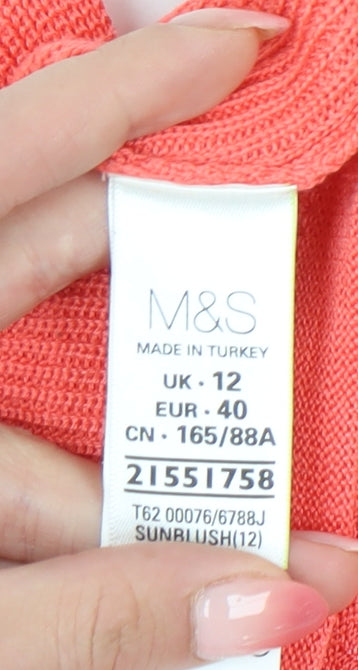 M&S
MADE IN TURKEY
UK · 12
EUR · 40
CN · 165/88A
21551758
T62 00076/6788J
SUNBLUSH(12)